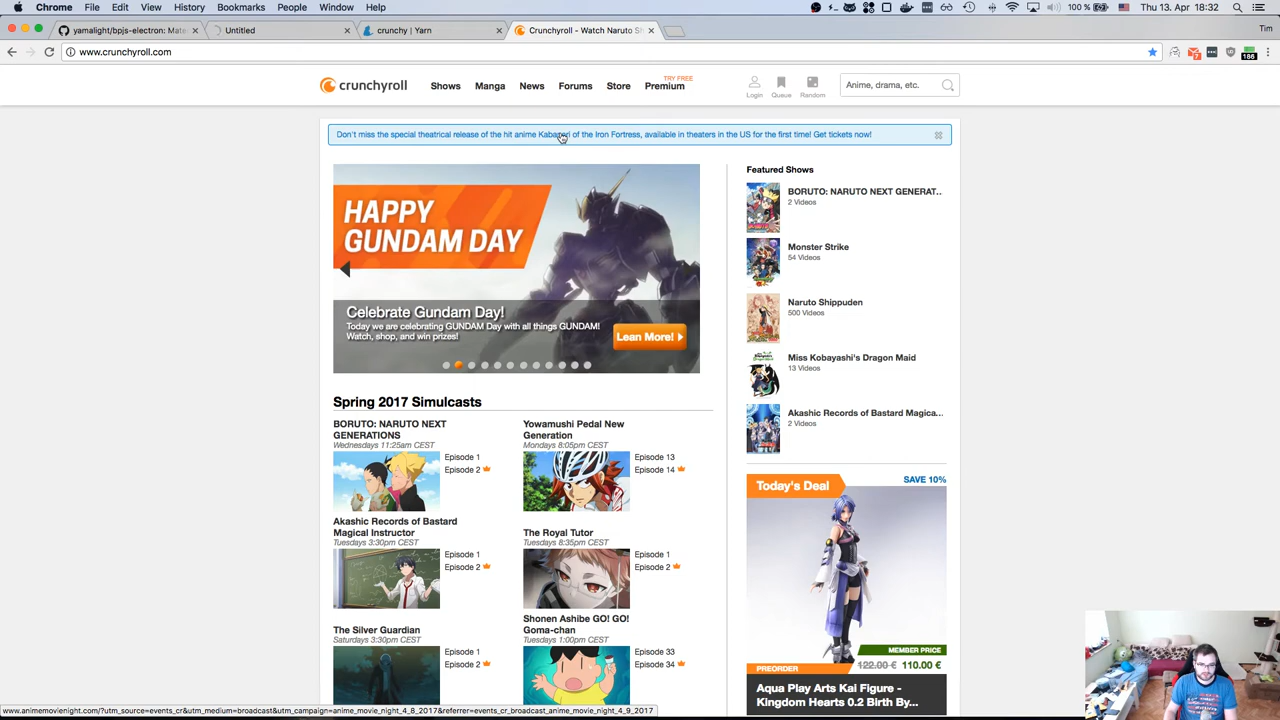 Chrome File Edit View History Bookmarks People Window Help
100 % Thu 13. Apr 18:32
yamalight/bpjs-electron: Mate
Untitled
crunchy | Yarn
Crunchyroll - Watch Naruto Sh
Tim
www.crunchyroll.com
7
186
crunchyroll
Shows Manga News Forums Store Premium
TRY FREE
Login Queue Random
Anime, drama, etc.
Don't miss the special theatrical release of the hit anime Kabaneri of the Iron Fortress, available in theaters in the US for the first time! Get tickets now!
HAPPY
GUNDAM DAY
Celebrate Gundam Day!
Today we are celebrating GUNDAM DAY with all things GUNDAM!
Watch, shop, and win prizes!
Lean More!
Spring 2017 Simulcasts
BORUTO: NARUTO NEXT
GENERATIONS
Wednesdays 11:25am CEST
Episode 1
Episode 2
Yowamushi Pedal New
Generation
Mondays 8:05pm CEST
Episode 13
Episode 14
Akashic Records of Bastard
Magical Instructor
Tuesdays 3:30pm CEST
Episode 1
Episode 2
The Royal Tutor
Tuesdays 8:35pm CEST
Episode 1
Episode 2
The Silver Guardian
Saturdays 3:30pm CEST
Episode 1
Episode 2
Shonen Ashibe GO! GO!
Goma-chan
Tuesdays 1:00pm CEST
Episode 33
Episode 34
Featured Shows
BORUTO: NARUTO NEXT GENERAT..
2 Videos
Monster Strike
54 Videos
Naruto Shippuden
500 Videos
Miss Kobayashi's Dragon Maid
13 Videos
Akashic Records of Bastard Magica...
2 Videos
Today's Deal
SAVE 10%
MEMBER PRICE
PREORDER
122.00 € 110.00 €
Aqua Play Arts Kai Figure -
Kingdom Hearts 0.2 Birth By...
www.animemovienight.com/?utm_source=events_cr&utm_medium=broadcast&utm_campaign=anime_movie_night_4_8_2017&referrer=events_cr_broadcast_anime_movie_night_4_9_2017